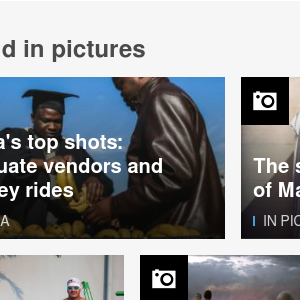 d in pictures
a's top shots:
uate vendors and
ey rides
A
The s
of Ma
IN PIC